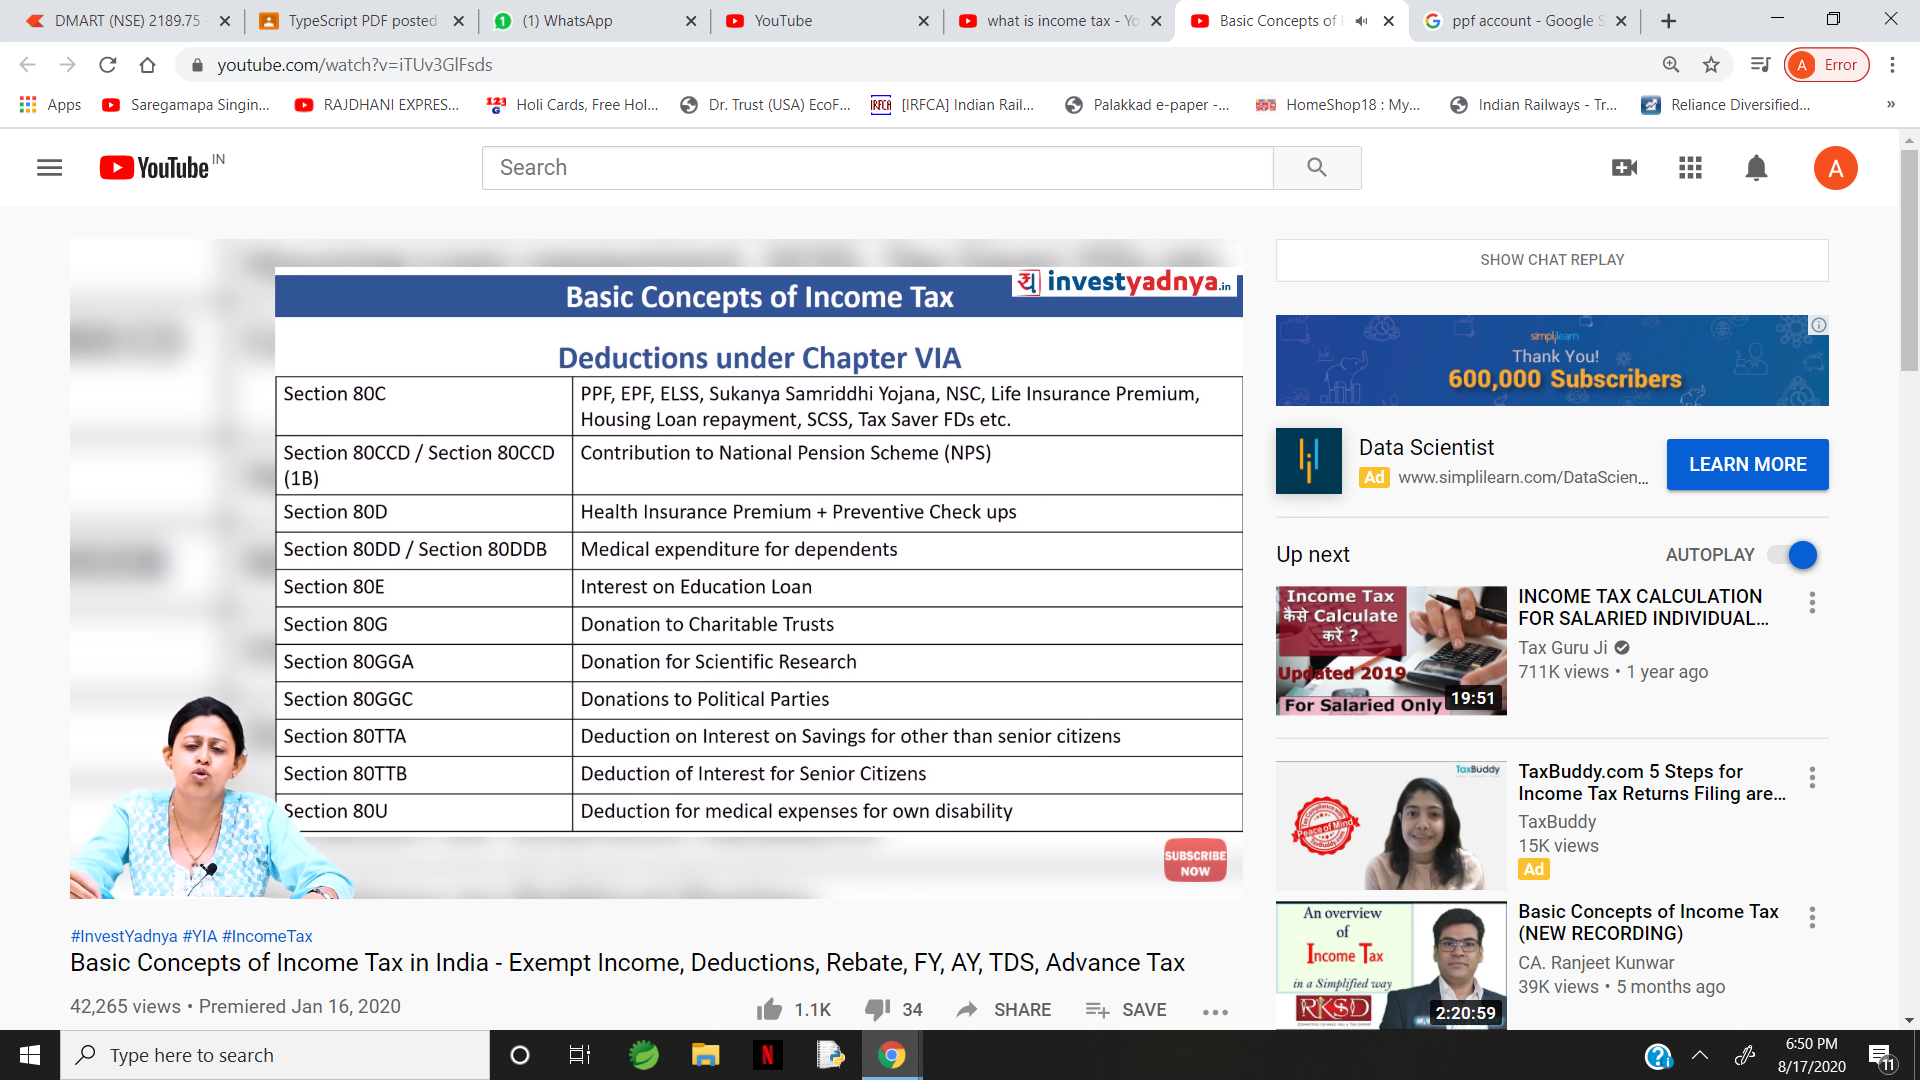 DMART (NSE) 2189.75
TypeScript PDF posted
(1) WhatsApp
YouTube
what is income tax - Yo
Basic Concepts of
ppf account - Google S
youtube.com/watch?v=iTUv3GlFsds
A
Error
Apps
Saregamapa Singin...
RAJDHANI EXPRES...
123 G
Holi Cards, Free Hol...
Dr. Trust (USA) EcoF...
IRFCA
[IRFCA] Indian Rail...
Palakkad e-paper -...
HomeShop18 : My...
Indian Railways - Tr...
Reliance Diversified...
»
YouTube IN
Search
A
Basic Concepts of Income Tax
investyadnya.in
Deductions under Chapter VIA
Section 80C PPF, EPF, ELSS, Sukanya Samriddhi Yojana, NSC, Life Insurance Premium,
Housing Loan repayment, SCSS, Tax Saver FDs etc.
Section 80CCD / Section 80CCD Contribution to National Pension Scheme (NPS)
(1B)
Section 80D Health Insurance Premium + Preventive Check ups
Section 80DD / Section 80DDB Medical expenditure for dependents
Section 80E Interest on Education Loan
Section 80G Donation to Charitable Trusts
Section 80GGA Donation for Scientific Research
Section 80GGC Donations to Political Parties
Section 80TTA Deduction on Interest on Savings for other than senior citizens
Section 80TTB Deduction of Interest for Senior Citizens
Section 80U Deduction for medical expenses for own disability
SUBSCRIBE
NOW
#InvestYadnya #YIA #IncomeTax
Basic Concepts of Income Tax in India - Exempt Income, Deductions, Rebate, FY, AY, TDS, Advance Tax
42,265 views • Premiered Jan 16, 2020
1.1K
34
SHARE
SAVE
SHOW CHAT REPLAY
simplilearn
Thank You!
600,000 Subscribers
Data Scientist
Ad www.simplilearn.com/DataScien...
LEARN MORE
Up next
AUTOPLAY
Income Tax
कैसे Calculate
करें ?
Updated 2019
For Salaried Only
19:51
INCOME TAX CALCULATION
FOR SALARIED INDIVIDUAL...
Tax Guru Ji
711K views • 1 year ago
TaxBuddy
Peace of Mind
TaxBuddy.com 5 Steps for
Income Tax Returns Filing are...
TaxBuddy
15K views
Ad
An overview
of
Income Tax
in a Simplified way
RKSD
2:20:59
Basic Concepts of Income Tax
(NEW RECORDING)
CA. Ranjeet Kunwar
39K views • 5 months ago
Type here to search
N
6:50 PM
8/17/2020
11